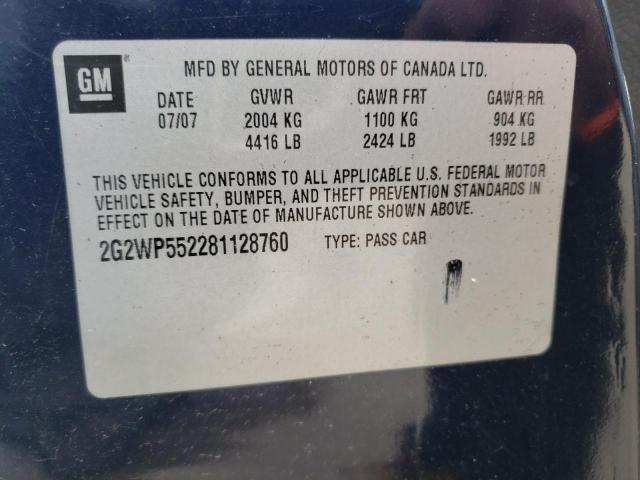 GM
MFD BY GENERAL MOTORS OF CANADA LTD.
DATE GVWR GAWR FRT GAWR RR
07/07 2004 KG 1100 KG 904 KG
4416 LB 2424 LB 1992 LB
THIS VEHICLE CONFORMS TO ALL APPLICABLE U.S. FEDERAL MOTOR
VEHICLE SAFETY, BUMPER, AND THEFT PREVENTION STANDARDS IN
EFFECT ON THE DATE OF MANUFACTURE SHOWN ABOVE.
2G2WP552281128760 TYPE: PASS CAR